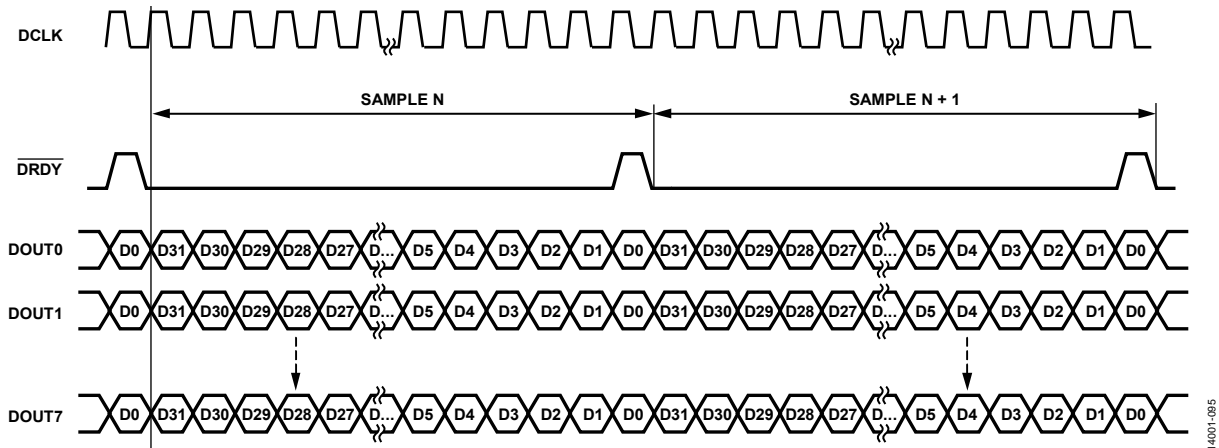 DCLK
SAMPLE N SAMPLE N + 1
DRDY
DOUT0 D0 D31 D30 D29 D28 D27 D... D5 D4 D3 D2 D1 D0 D31 D30 D29 D28 D27 D... D5 D4 D3 D2 D1 D0
DOUT1 D0 D31 D30 D29 D28 D27 D... D5 D4 D3 D2 D1 D0 D31 D30 D29 D28 D27 D... D5 D4 D3 D2 D1 D0
DOUT7 D0 D31 D30 D29 D28 D27 D... D5 D4 D3 D2 D1 D0 D31 D30 D29 D28 D27 D... D5 D4 D3 D2 D1 D0